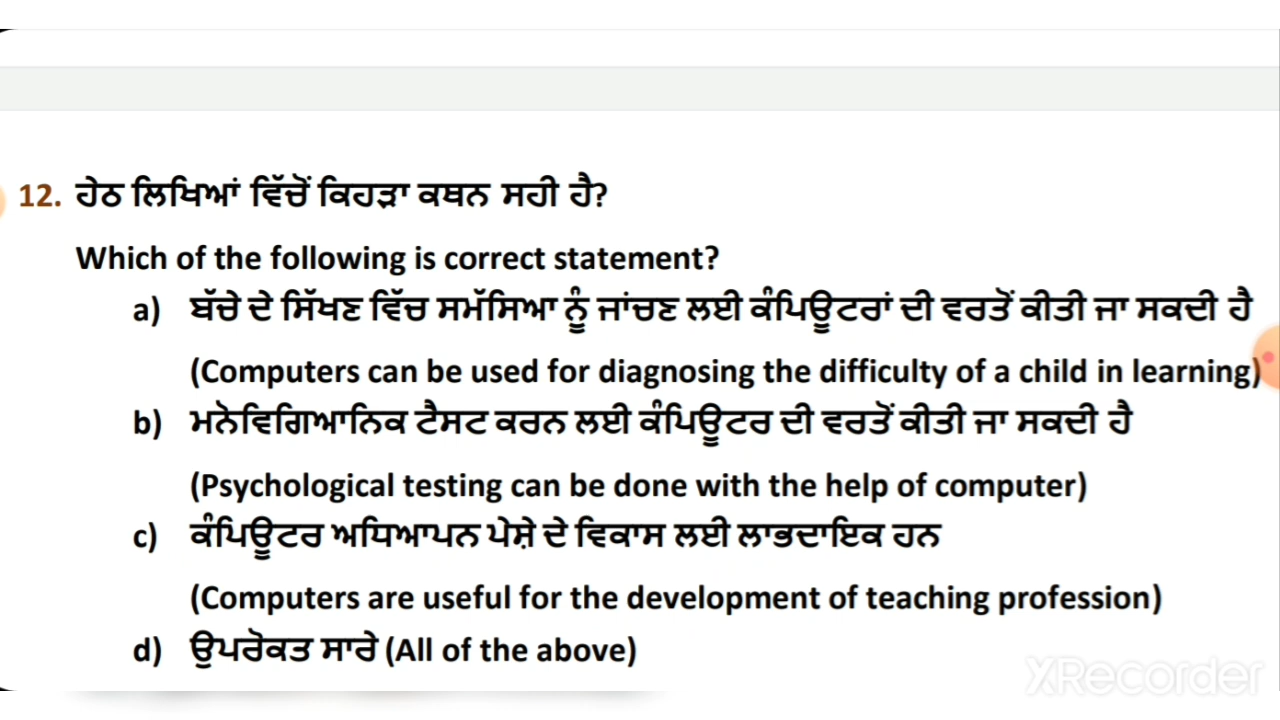 12. ਹੇਠ ਲਿਖਿਆਂ ਵਿੱਚੋਂ ਕਿਹੜਾ ਕਥਨ ਸਹੀ ਹੈ?
Which of the following is correct statement?
a) ਬੱਚੇ ਦੇ ਸਿੱਖਣ ਵਿੱਚ ਸਮੱਸਿਆ ਨੂੰ ਜਾਂਚਣ ਲਈ ਕੰਪਿਊਟਰਾਂ ਦੀ ਵਰਤੋਂ ਕੀਤੀ ਜਾ ਸਕਦੀ ਹੈ
(Computers can be used for diagnosing the difficulty of a child in learning)
b) ਮਨੋਵਿਗਿਆਨਿਕ ਟੈਸਟ ਕਰਨ ਲਈ ਕੰਪਿਊਟਰ ਦੀ ਵਰਤੋਂ ਕੀਤੀ ਜਾ ਸਕਦੀ ਹੈ
(Psychological testing can be done with the help of computer)
c) ਕੰਪਿਊਟਰ ਅਧਿਆਪਨ ਪੇਸ਼ੇ ਦੇ ਵਿਕਾਸ ਲਈ ਲਾਭਦਾਇਕ ਹਨ
(Computers are useful for the development of teaching profession)
d) ਉਪਰੋਕਤ ਸਾਰੇ (All of the above)
XRecorder